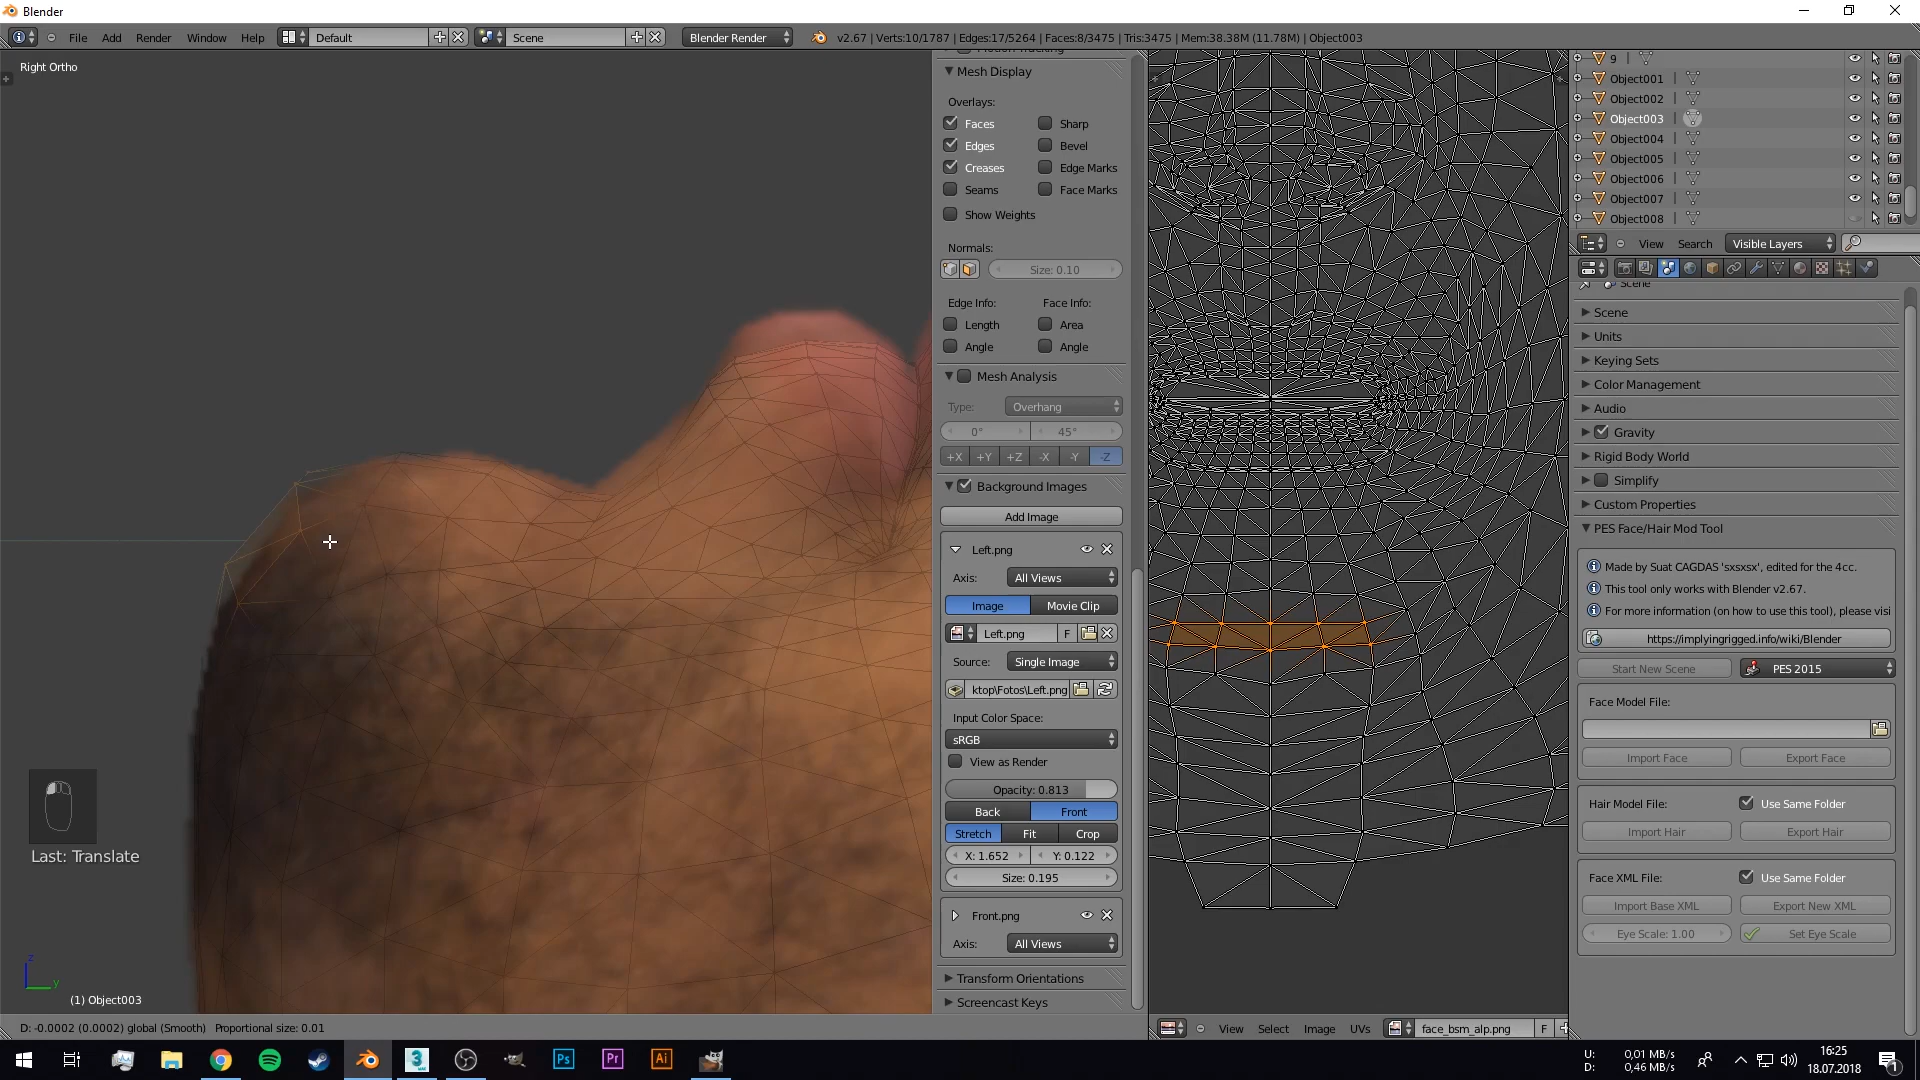 Blender
File Add Render Window Help Default Scene Blender Render v2.67 | Verts:10/1787 | Edges:17/5264 | Faces:8/3475 | Tris:3475 | Mem:38.38M (11.78M) | Object003
Right Ortho
Mesh Display
Overlays:
Faces Sharp
Edges Bevel
Creases Edge Marks
Seams Face Marks
Show Weights
Normals:
Size: 0.10
Edge Info: Face Info:
Length Area
Angle Angle
Mesh Analysis
Type: Overhang
0° 45°
+X +Y +Z -X -Y -Z
Background Images
Add Image
Left.png
Axis: All Views
Image Movie Clip
Left.png F
Source: Single Image
ktop\Fotos\Left.png
Input Color Space:
sRGB
View as Render
Opacity: 0.813
Back Front
Stretch Fit Crop
X: 1.652 Y: 0.122
Size: 0.195
Front.png
Axis: All Views
Transform Orientations
Screencast Keys
9
Object001
Object002
Object003
Object004
Object005
Object006
Object007
Object008
View Search Visible Layers
Scene
Scene
Units
Keying Sets
Color Management
Audio
Gravity
Rigid Body World
Simplify
Custom Properties
PES Face/Hair Mod Tool
Made by Suat CAGDAS 'sxsxsx', edited for the 4cc.
This tool only works with Blender v2.67.
For more information (on how to use this tool), please visi
https://implyingrigged.info/wiki/Blender
Start New Scene PES 2015
Face Model File:
Import Face Export Face
Hair Model File: Use Same Folder
Import Hair Export Hair
Face XML File: Use Same Folder
Import Base XML Export New XML
Eye Scale: 1.00 Set Eye Scale
Last: Translate
z
y
(1) Object003
D: -0.0002 (0.0002) global (Smooth) Proportional size: 0.01
View Select Image UVs face_bsm_alp.png F
Ps Pr Ai
U: 0,01 MB/s
D: 0,46 MB/s
16:25
18.07.2018
1